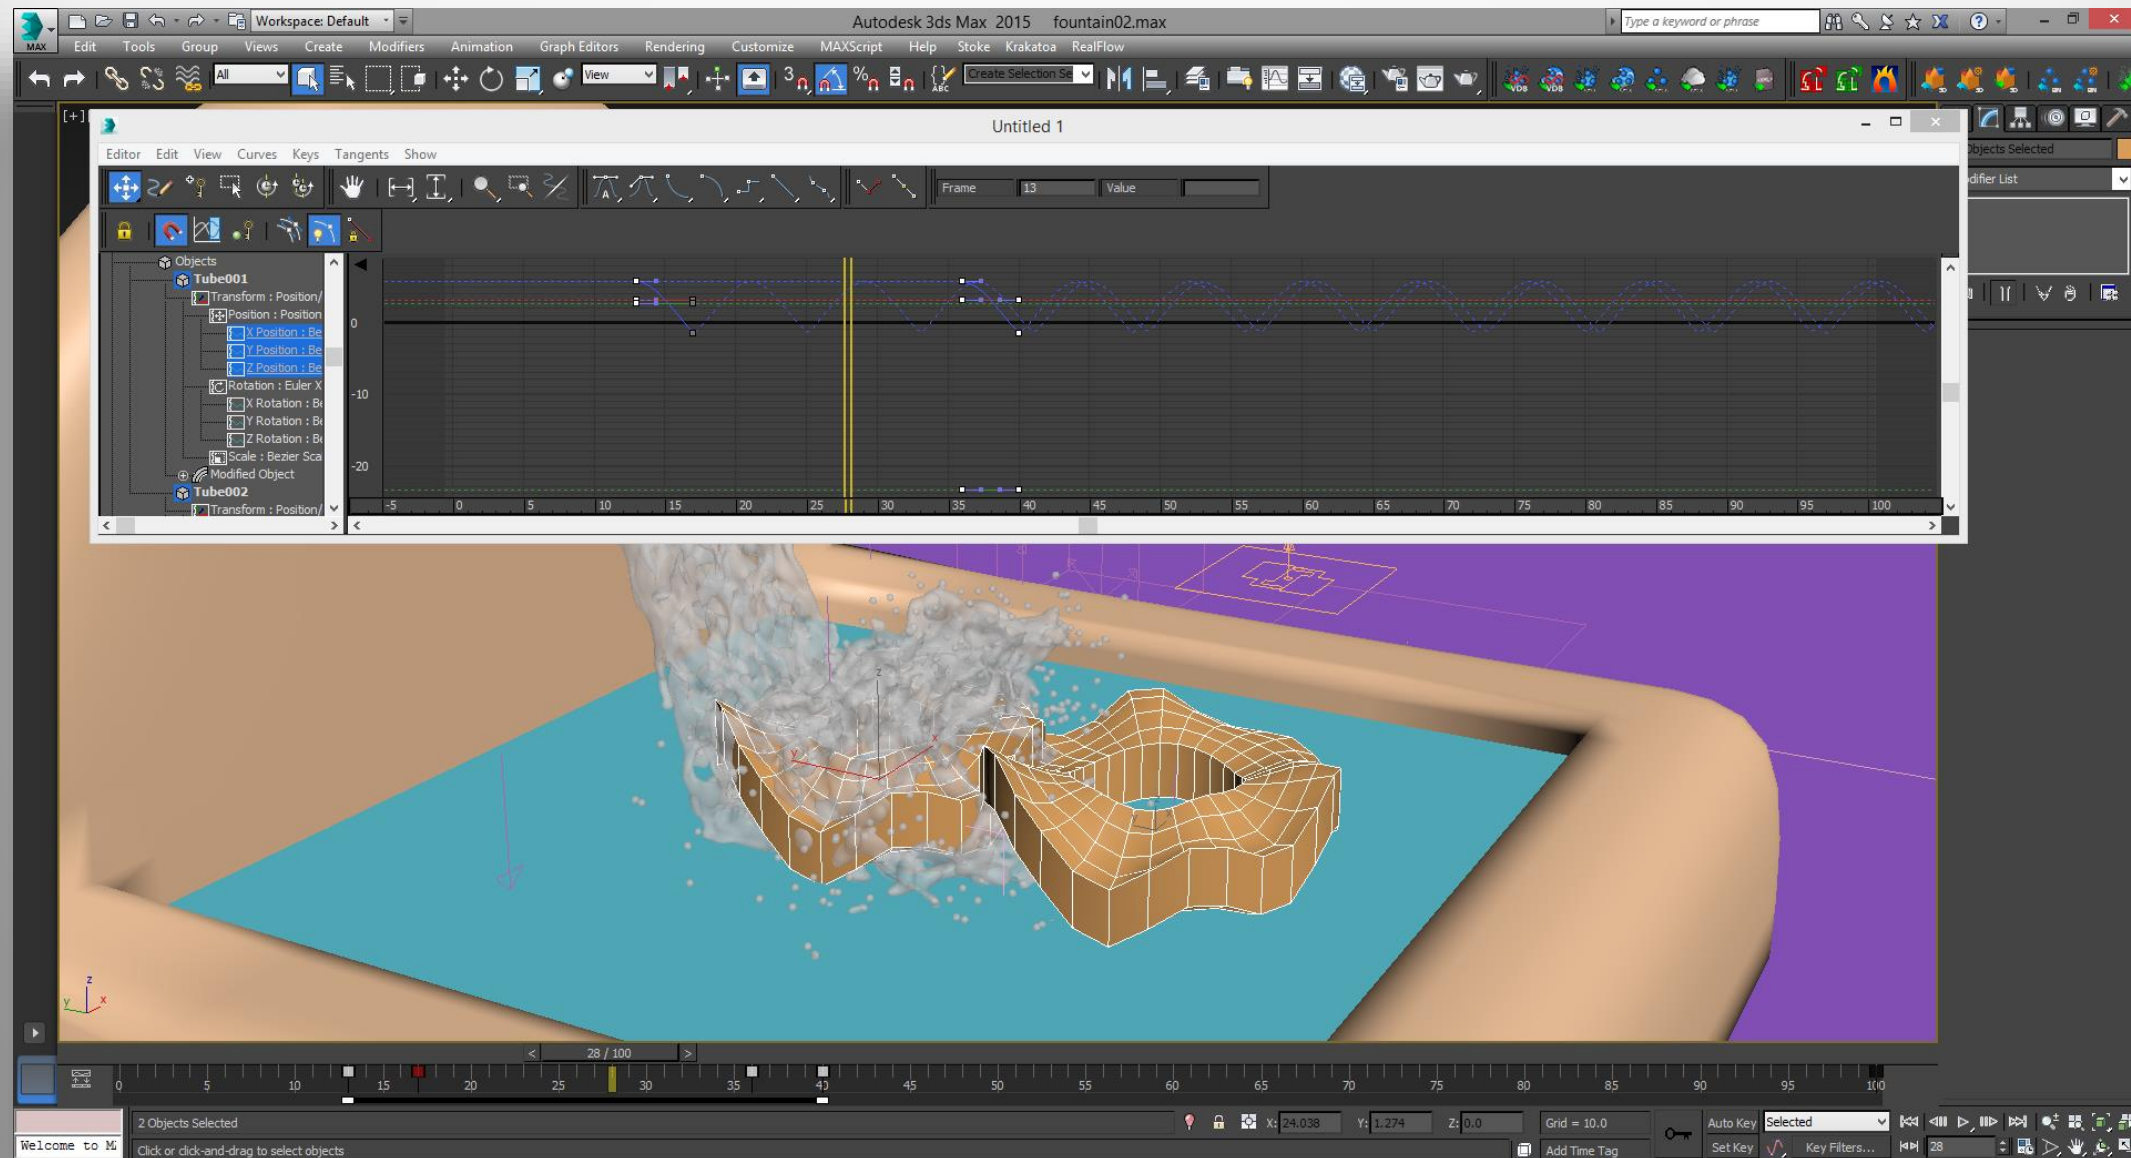 Workspace: Default
Autodesk 3ds Max 2015 fountain02.max
Type a keyword or phrase
MAX
Edit Tools Group Views Create Modifiers Animation Graph Editors Rendering Customize MAXScript Help Stoke Krakatoa RealFlow
All
View
Create Selection Se
[+]
Untitled 1
Editor Edit View Curves Keys Tangents Show
Frame 13 Value
Objects Selected
difier List
Objects
Tube001
Transform : Position/
Position : Position
X Position : Be
Y Position : Be
Z Position : Be
Rotation : Euler X
X Rotation : Be
Y Rotation : Be
Z Rotation : Be
Scale : Bezier Sca
Modified Object
Tube002
Transform : Position/
0
-10
-20
-5 0 5 10 15 20 25 30 35 40 45 50 55 60 65 70 75 80 85 90 95 100
z
x
y
z
y
x
< 28 / 100 >
0 5 10 15 20 25 30 35 40 45 50 55 60 65 70 75 80 85 90 95 100
2 Objects Selected
X: 24.038 Y: 1.274 Z: 0.0 Grid = 10.0
Auto Key Selected
Welcome to M
Click or click-and-drag to select objects
Add Time Tag
Set Key Key Filters... 28